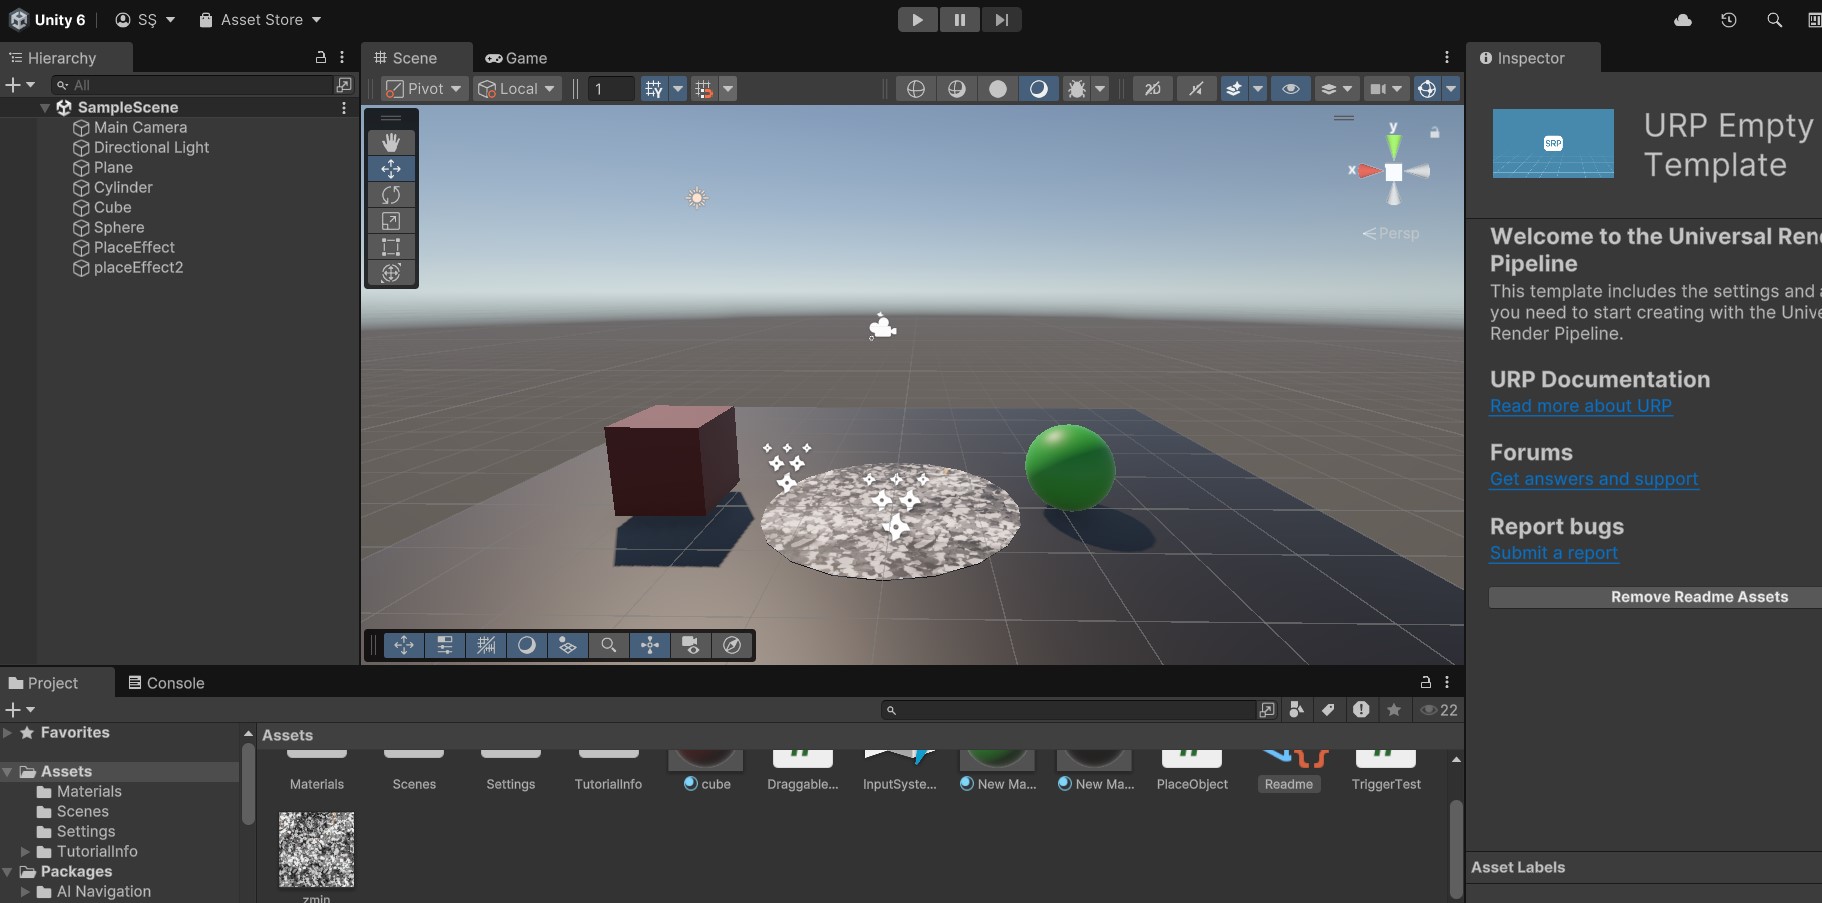 Unity 6
SŞ
Asset Store
Hierarchy
All
SampleScene
Main Camera
Directional Light
Plane
Cylinder
Cube
Sphere
PlaceEffect
placeEffect2
Scene
Game
Pivot
Local
1
2D
y
x
Persp
Inspector
SRP
URP Empty
Template
Welcome to the Universal Ren
Pipeline
This template includes the settings and a
you need to start creating with the Unive
Render Pipeline.
URP Documentation
Read more about URP
Forums
Get answers and support
Report bugs
Submit a report
Remove Readme Assets
Asset Labels
Project
Console
22
Favorites
Assets
Materials
Scenes
Settings
TutorialInfo
Packages
AI Navigation
Assets
Materials
Scenes
Settings
TutorialInfo
cube
Draggable...
InputSyste...
New Ma...
New Ma...
PlaceObject
Readme
TriggerTest
zmin